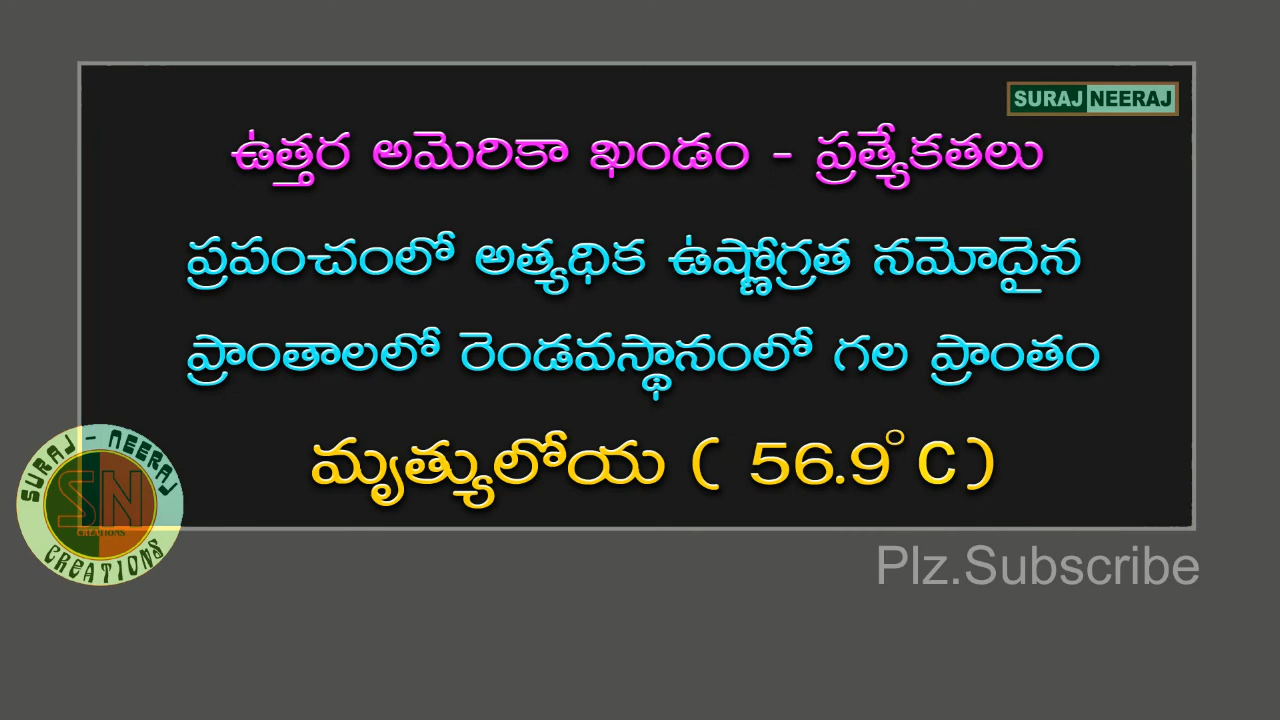 SURAJ NEERAJ
ఉత్తర అమెరికా ఖండం - ప్రత్యేకతలు
ప్రపంచంలో అత్యధిక ఉష్ణోగ్రత నమోదైన
ప్రాంతాలలో రెండవస్థానంలో గల ప్రాంతం
మృత్యులోయ ( 56.9°C)
SURAJ - NEERAJ
SN
CREATIONS
CREATIONS
Plz.Subscribe